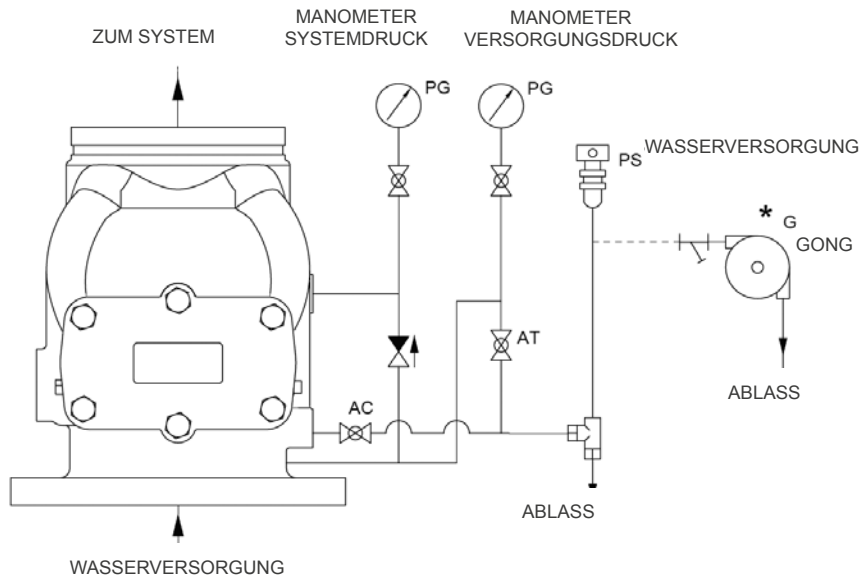 ZUM SYSTEM
MANOMETER
SYSTEMDRUCK
MANOMETER
VERSORGUNGSDRUCK
PG
PG
PS
WASSERVERSORGUNG
* G
GONG
AT
ABLASS
AC
ABLASS
WASSERVERSORGUNG